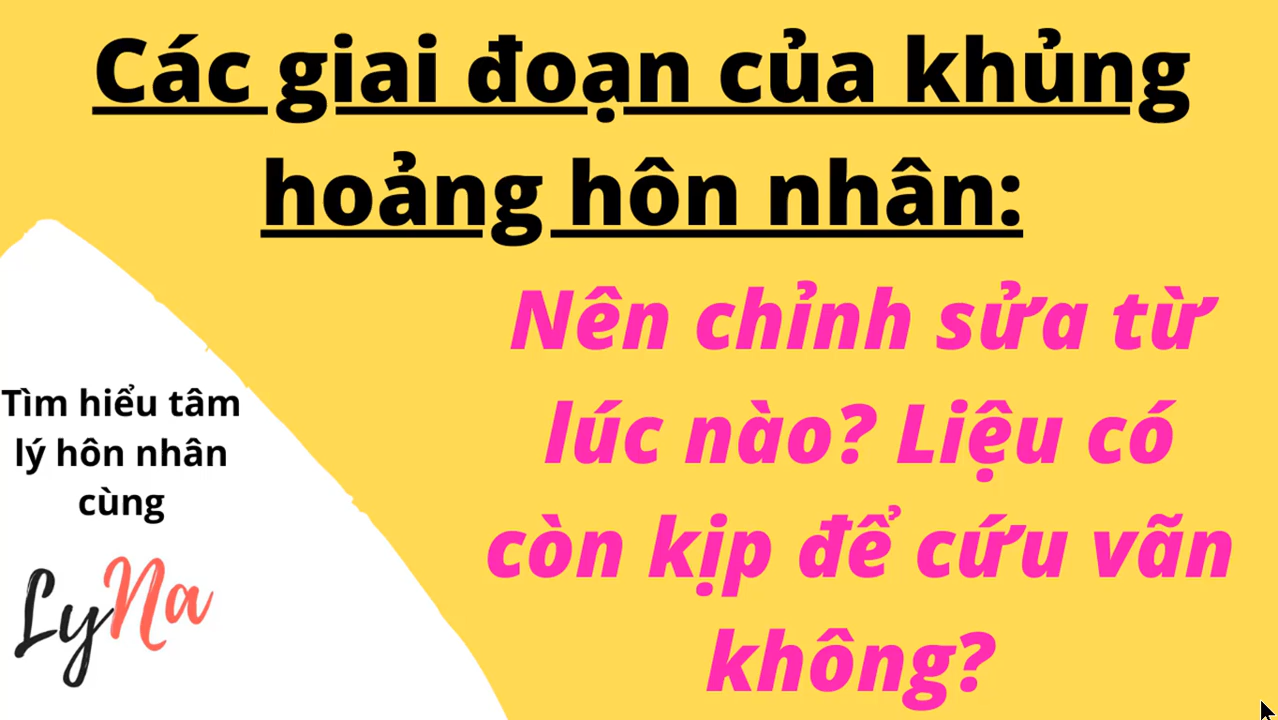 Các giai đoạn của khủng
hoảng hôn nhân:
Nên chỉnh sửa từ
lúc nào? Liệu có
còn kịp để cứu vãn
không?
Tìm hiểu tâm
lý hôn nhân
cùng
LyNa